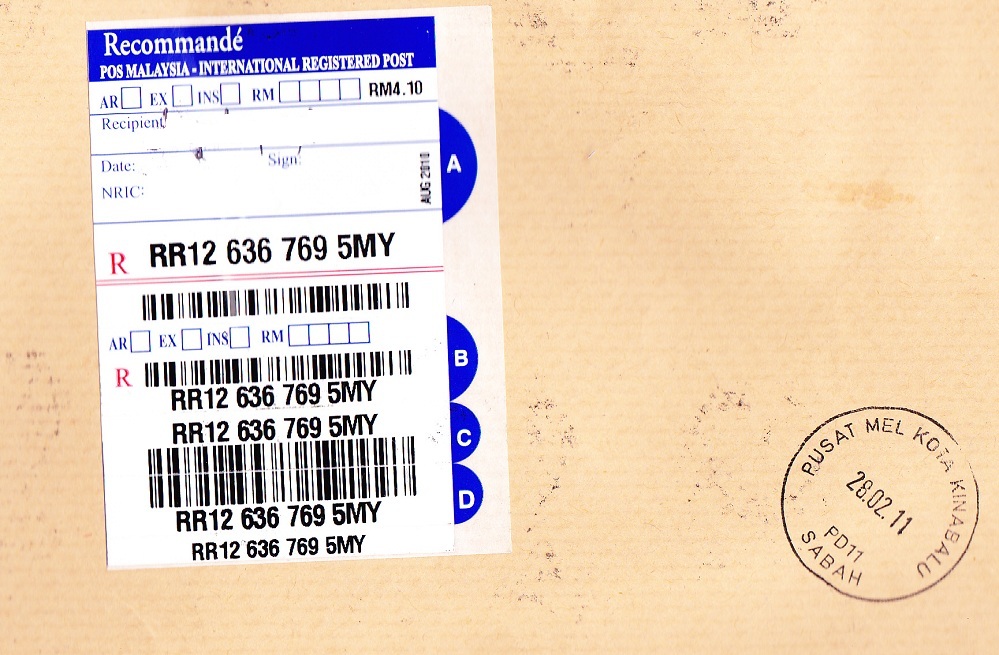 Recommandé
POS MALAYSIA - INTERNATIONAL REGISTERED POST
AR EX INS RM RM4.10
Recipient
Date: Sign:
NRIC:
AUG 2010
A
R RR12 636 769 5MY
AR EX INS RM
B
R
RR12 636 769 5MY
RR12 636 769 5MY
C
D
RR12 636 769 5MY
RR12 636 769 5MY
PUSAT MEL KOTA KINABALU
28.02.11
PD11
SABAH